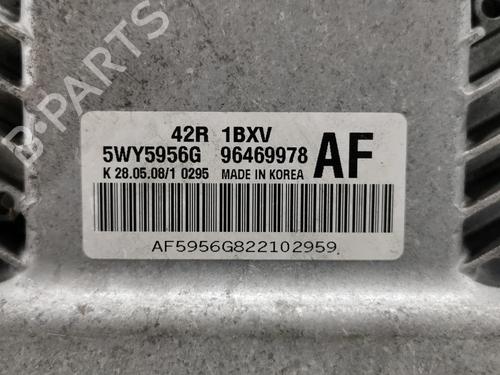 B-PARTS
42R 1BXV
5WY5956G 96469978 AF
K 28.05.08/1 0295 MADE IN KOREA
AF5956G822102959